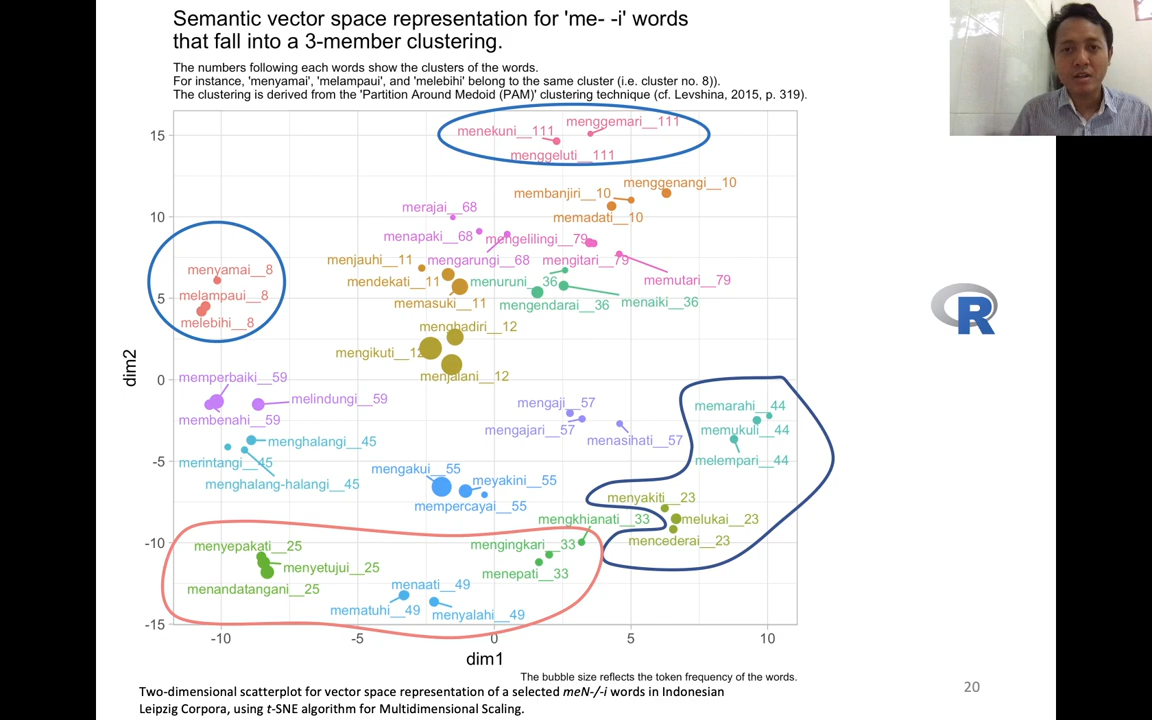 Semantic vector space representation for 'me- -i' words
that fall into a 3-member clustering.
The numbers following each words show the clusters of the words.
For instance, 'menyamai', 'melampaui', and 'melebihi' belong to the same cluster (i.e. cluster no. 8)).
The clustering is derived from the 'Partition Around Medoid (PAM)' clustering technique (cf. Levshina, 2015, p. 319).
15
menekuni__111
menggemari__111
menggeluti__111
menggenangi__10
membanjiri__10
memadati__10
10
merajai__68
menapaki__68
mengelilingi__79
mengarungi__68
mengitari__79
memutari__79
menjauhi__11
mendekati__11
memasuki__11
menuruni__36
menaiki__36
mengendarai__36
menyamai__8
melampaui__8
melebihi__8
5
menghadiri__12
mengikuti__12
menjalani__12
dim2
0
memperbaiki__59
melindungi__59
membenahi__59
mengaji__57
mengajari__57
menasihati__57
memarahi__44
memukuli__44
melempari__44
menghalangi__45
merintangi__45
menghalang-halangi__45
-5
mengakui__55
meyakini__55
mempercayai__55
menyakiti__23
melukai__23
mencederai__23
mengkhianati__33
mengingkari__33
menepati__33
-10
menyepakati__25
menyetujui__25
menandatangani__25
menaati__49
mematuhi__49
menyalahi__49
-15
-10
-5
0
5
10
dim1
The bubble size reflects the token frequency of the words.
Two-dimensional scatterplot for vector space representation of a selected meN-/-i words in Indonesian
Leipzig Corpora, using t-SNE algorithm for Multidimensional Scaling.
R
20